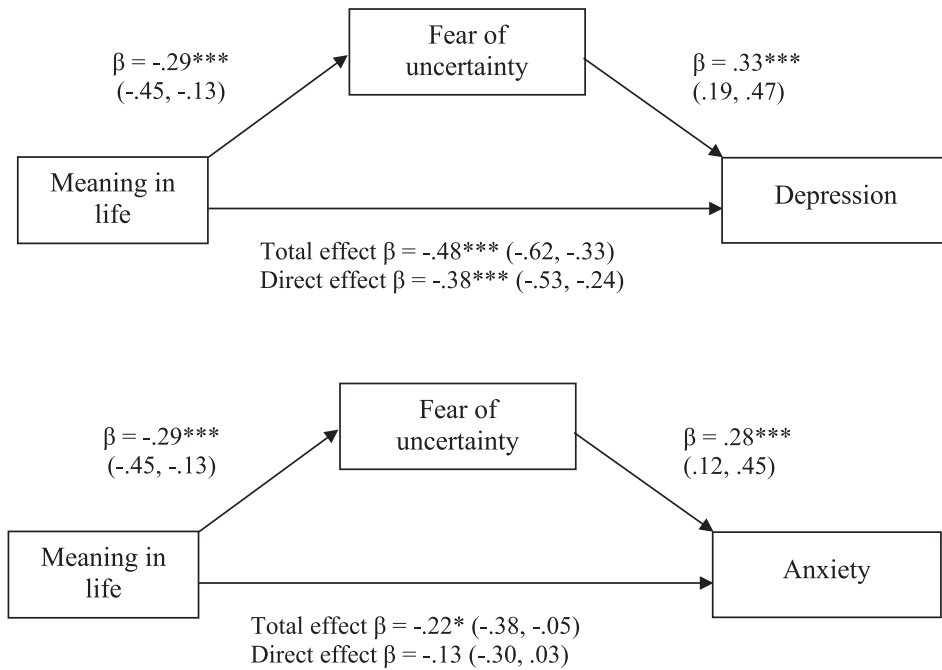 Fear of
uncertainty
β = -.29***
(-.45, -.13)
β = .33***
(.19, .47)
Meaning in
life
Depression
Total effect β = -.48*** (-.62, -.33)
Direct effect β = -.38*** (-.53, -.24)
Fear of
uncertainty
β = -.29***
(-.45, -.13)
β = .28***
(.12, .45)
Meaning in
life
Anxiety
Total effect β = -.22* (-.38, -.05)
Direct effect β = -.13 (-.30, .03)